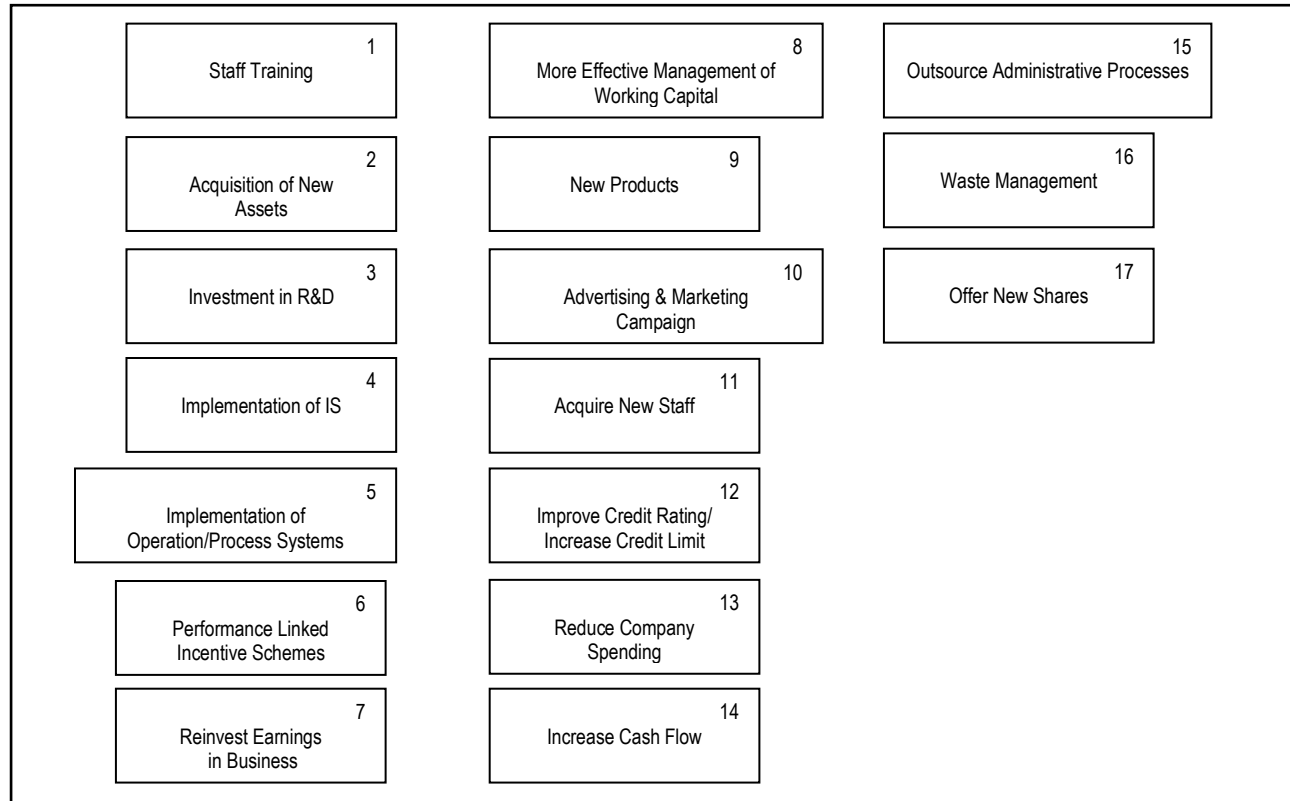 1
Staff Training
2
Acquisition of New
Assets
3
Investment in R&D
4
Implementation of IS
5
Implementation of
Operation/Process Systems
6
Performance Linked
Incentive Schemes
7
Reinvest Earnings
in Business
8
More Effective Management of
Working Capital
9
New Products
10
Advertising & Marketing
Campaign
11
Acquire New Staff
12
Improve Credit Rating/
Increase Credit Limit
13
Reduce Company
Spending
14
Increase Cash Flow
15
Outsource Administrative Processes
16
Waste Management
17
Offer New Shares